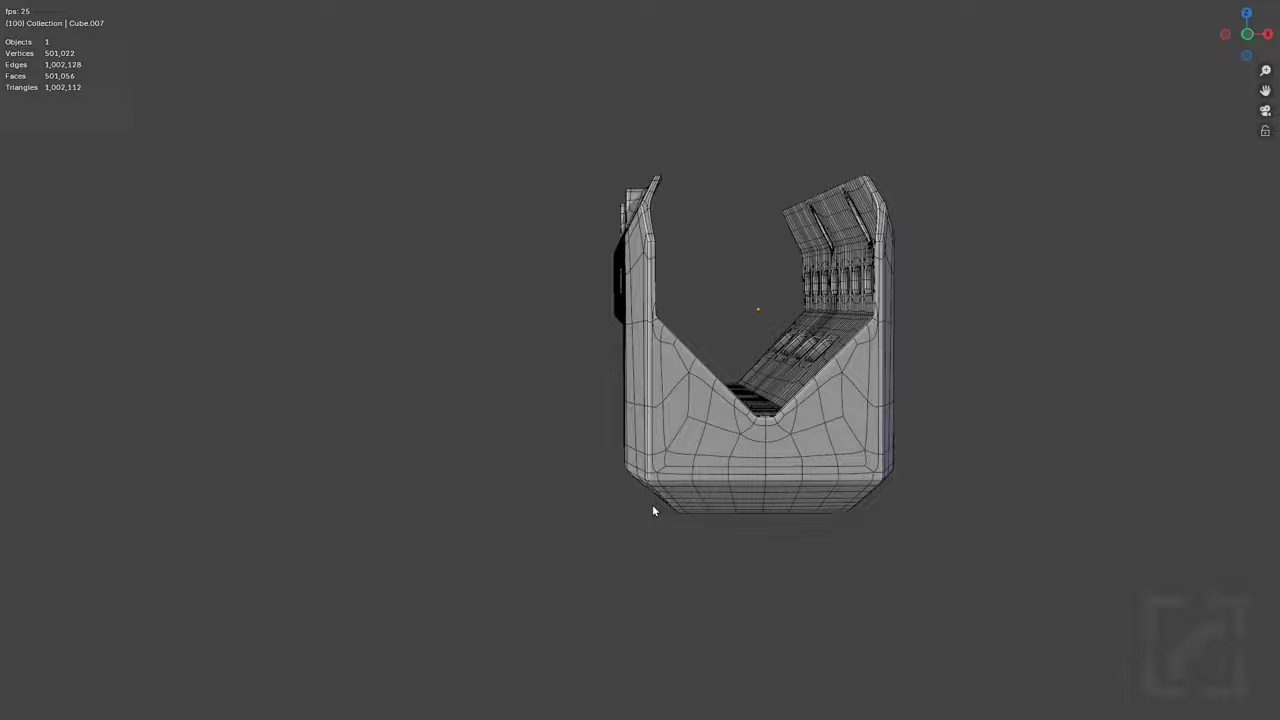 fps: 25
(100) Collection | Cube.007
Objects 1
Vertices 501,022
Edges 1,002,128
Faces 501,056
Triangles 1,002,112
Z
X